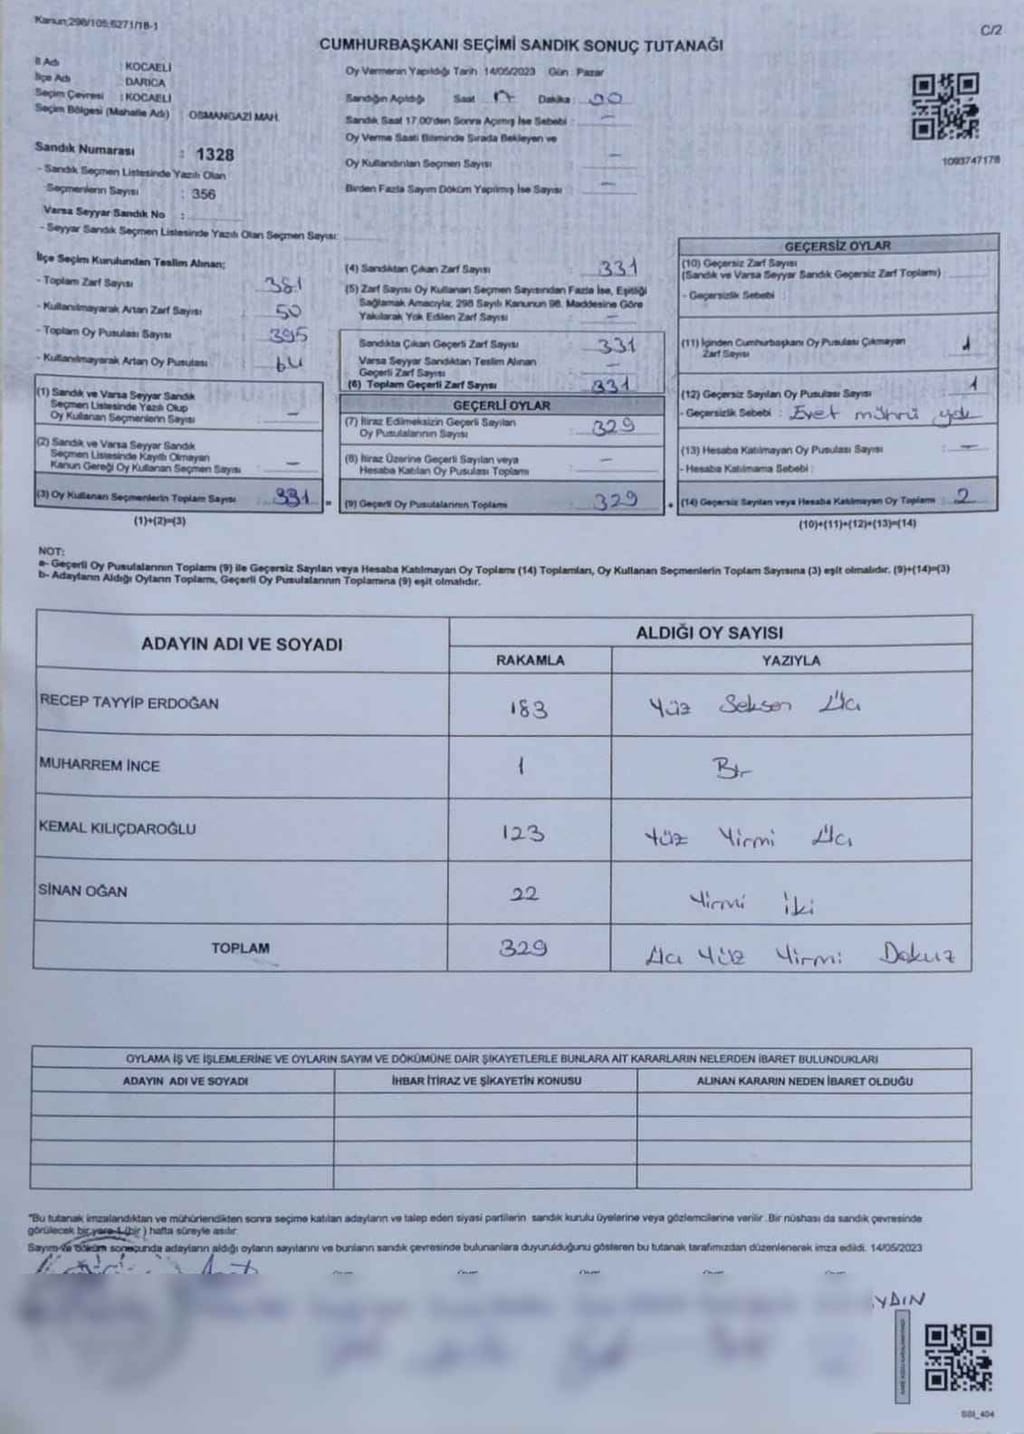 Kanun;298/105;6271/18-1
C/2
CUMHURBAŞKANI SEÇİMİ SANDIK SONUÇ TUTANAĞI
İl Adı : KOCAELİ
İlçe Adı : DARICA
Seçim Çevresi : KOCAELİ
Seçim Bölgesi (Mahalle Adı) OSMANGAZİ MAH.
Sandık Numarası : 1328
- Sandık Seçmen Listesinde Yazılı Olan
Seçmenlerin Sayısı : 356
Varsa Seyyar Sandık No :
- Seyyar Sandık Seçmen Listesinde Yazılı Olan Seçmen Sayısı:
Oy Vermenin Yapıldığı Tarih 14/05/2023 Gün : Pazar
Sandığın Açıldığı Saat 17 Dakika : 00
Sandık Saat 17.00'den Sonra Açılmış İse Sebebi : —
Oy Verme Saati Bitiminde Sırada Bekleyen ve
Oy Kullandırılan Seçmen Sayısı : —
Birden Fazla Sayım Döküm Yapılmış İse Sayısı : —
1093747178
İlçe Seçim Kurulundan Teslim Alınan;
- Toplam Zarf Sayısı : 381
- Kullanılmayarak Artan Zarf Sayısı : 50
- Toplam Oy Pusulası Sayısı : 395
- Kullanılmayarak Artan Oy Pusulası : 64
(1) Sandık ve Varsa Seyyar Sandık
Seçmen Listesinde Yazılı Olup
Oy Kullanan Seçmenlerin Sayısı : —
(2) Sandık ve Varsa Seyyar Sandık
Seçmen Listesinde Kayıtlı Olmayan
Kanun Gereği Oy Kullanan Seçmen Sayısı : —
(3) Oy Kullanan Seçmenlerin Toplam Sayısı : 331
(1)+(2)=(3)
(4) Sandıktan Çıkan Zarf Sayısı : 331
(5) Zarf Sayısı Oy Kullanan Seçmen Sayısından Fazla İse, Eşitliği
Sağlamak Amacıyla; 298 Sayılı Kanunun 98. Maddesine Göre
Yakılarak Yok Edilen Zarf Sayısı : —
Sandıkta Çıkan Geçerli Zarf Sayısı : 331
Varsa Seyyar Sandıktan Teslim Alınan
Geçerli Zarf Sayısı : —
(6) Toplam Geçerli Zarf Sayısı : 331
GEÇERLİ OYLAR
(7) İtiraz Edilmeksizin Geçerli Sayılan
Oy Pusulalarının Sayısı : 329
(8) İtiraz Üzerine Geçerli Sayılan veya
Hesaba Katılan Oy Pusulası Toplamı : —
= (9) Geçerli Oy Pusulalarının Toplamı : 329
GEÇERSİZ OYLAR
(10) Geçersiz Zarf Sayısı
(Sandık ve Varsa Seyyar Sandık Geçersiz Zarf Toplamı)
- Geçersizlik Sebebi :
(11) İçinden Cumhurbaşkanı Oy Pusulası Çıkmayan
Zarf Sayısı : 1
(12) Geçersiz Sayılan Oy Pusulası Sayısı : 1
- Geçersizlik Sebebi : Evet mührü yok
(13) Hesaba Katılmayan Oy Pusulası Sayısı : —
- Hesaba Katılmama Sebebi :
+ (14) Geçersiz Sayılan veya Hesaba Katılmayan Oy Toplamı : 2
(10)+(11)+(12)+(13)=(14)
NOT:
a- Geçerli Oy Pusulalarının Toplamı (9) ile Geçersiz Sayılan veya Hesaba Katılmayan Oy Toplamı (14) Toplamları, Oy Kullanan Seçmenlerin Toplam Sayısına (3) eşit olmalıdır. (9)+(14)=(3)
b- Adayların Aldığı Oyların Toplamı, Geçerli Oy Pusulalarının Toplamına (9) eşit olmalıdır.
ADAYIN ADI VE SOYADI ALDIĞI OY SAYISI
RAKAMLA YAZIYLA
RECEP TAYYİP ERDOĞAN 183 Yüz Seksen Üç
MUHARREM İNCE 1 Bir
KEMAL KILIÇDAROĞLU 123 Yüz Yirmi Üç
SİNAN OĞAN 22 Yirmi İki
TOPLAM 329 Üç Yüz Yirmi Dokuz
OYLAMA İŞ VE İŞLEMLERİNE VE OYLARIN SAYIM VE DÖKÜMÜNE DAİR ŞİKAYETLERLE BUNLARA AİT KARARLARIN NELERDEN İBARET BULUNDUKLARI
ADAYIN ADI VE SOYADI İHBAR İTİRAZ VE ŞİKAYETİN KONUSU ALINAN KARARIN NEDEN İBARET OLDUĞU
"Bu tutanak imzalandıktan ve mühürlendikten sonra seçime katılan adayların ve talep eden siyasi partilerin sandık kurulu üyelerine veya gözlemcilerine verilir. Bir nüshası da sandık çevresinde
görülecek bir yere 1 (bir) hafta süreyle asılır.
Sayım ve döküm sonucunda adayların aldığı oyların sayılarını ve bunların sandık çevresinde bulunanlara duyurulduğunu gösteren bu tutanak tarafımızdan düzenlenerek imza edildi. 14/05/2023
YDIN